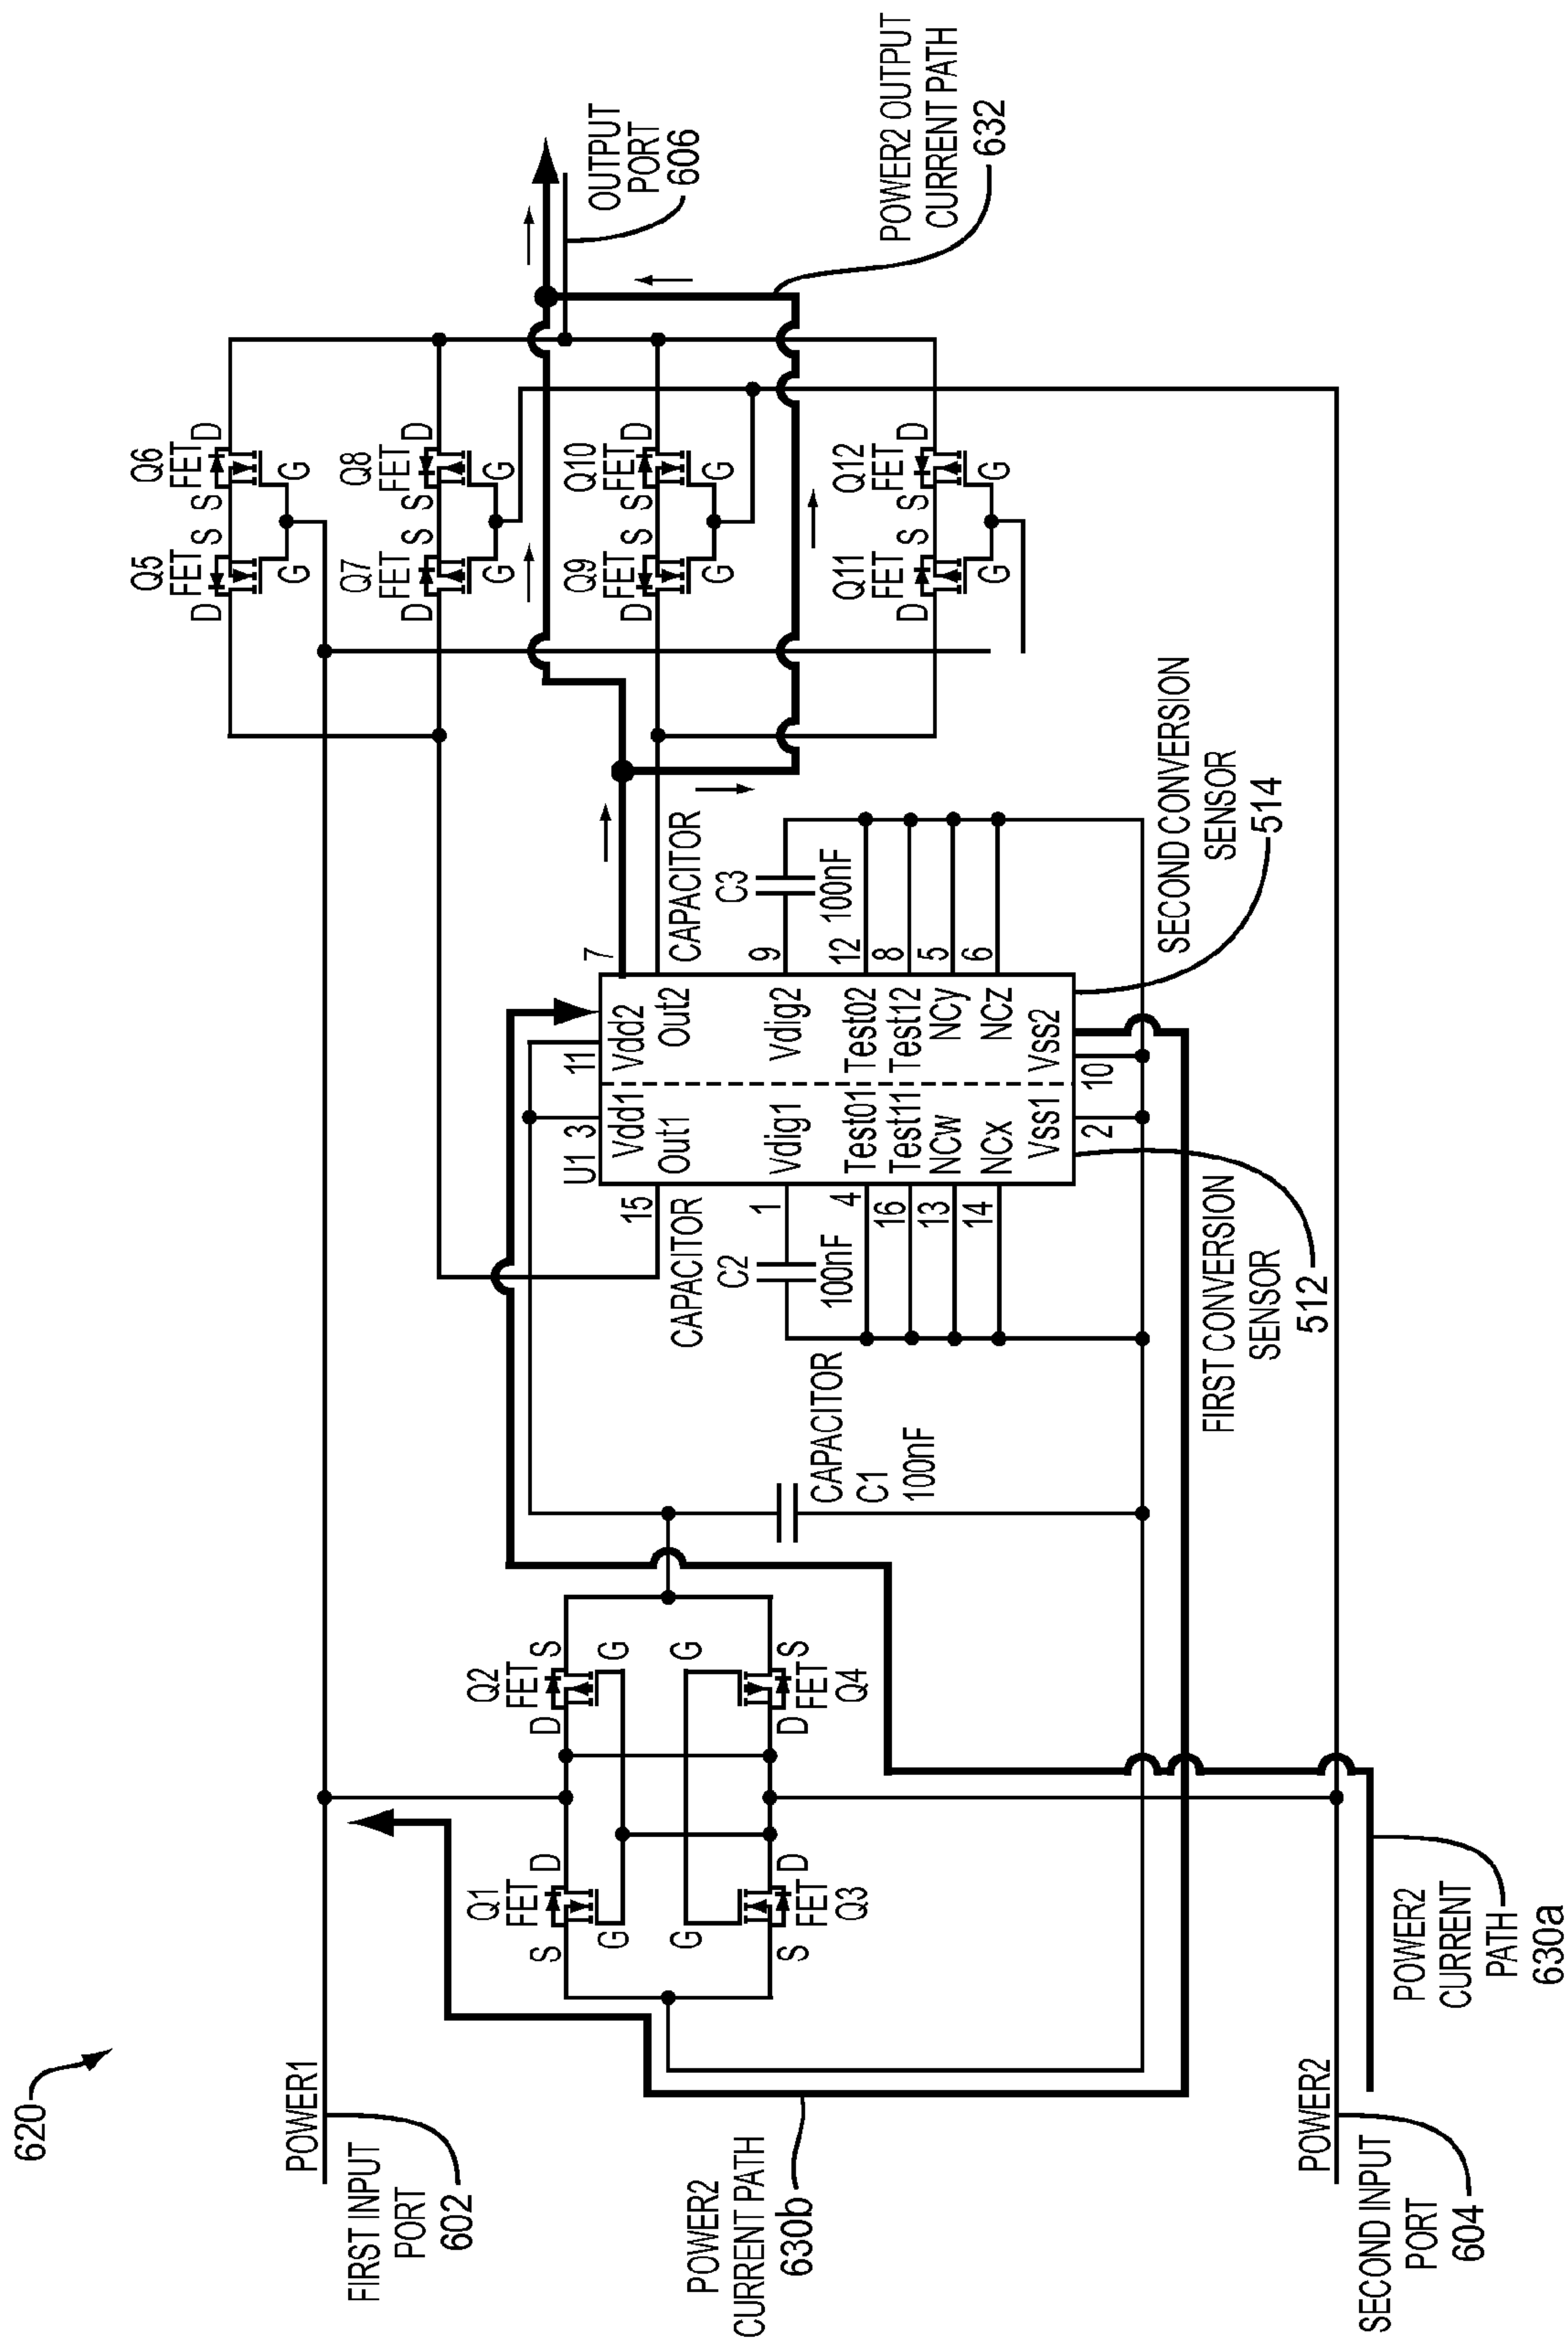 620
POWER1
FIRST INPUT
PORT
602
POWER2
CURRENT PATH
630b
POWER2
SECOND INPUT
PORT
604
POWER2
CURRENT
PATH
630a
Q1
FET
S
D
G
Q2
FET
D
S
G
G
G
S
D
FET
Q3
D
S
FET
Q4
CAPACITOR
C1
100nF
CAPACITOR
C2
100nF
15
1
4
16
13
14
U1
3
11
Vdd1
Vdd2
Out1
Out2
Vdig1
Vdig2
Test01
Test02
Test11
Test12
NCw
NCy
NCx
NCz
Vss1
Vss2
2
10
7
9
12
8
5
6
CAPACITOR
C3
100nF
FIRST CONVERSION
SENSOR
512
SECOND CONVERSION
SENSOR
514
Q5
FET
D
S
G
Q6
FET
S
D
G
Q7
FET
D
S
G
Q8
FET
S
D
G
Q9
FET
D
S
G
Q10
FET
S
D
G
Q11
FET
D
S
G
Q12
FET
S
D
G
OUTPUT
PORT
606
POWER2 OUTPUT
CURRENT PATH
632